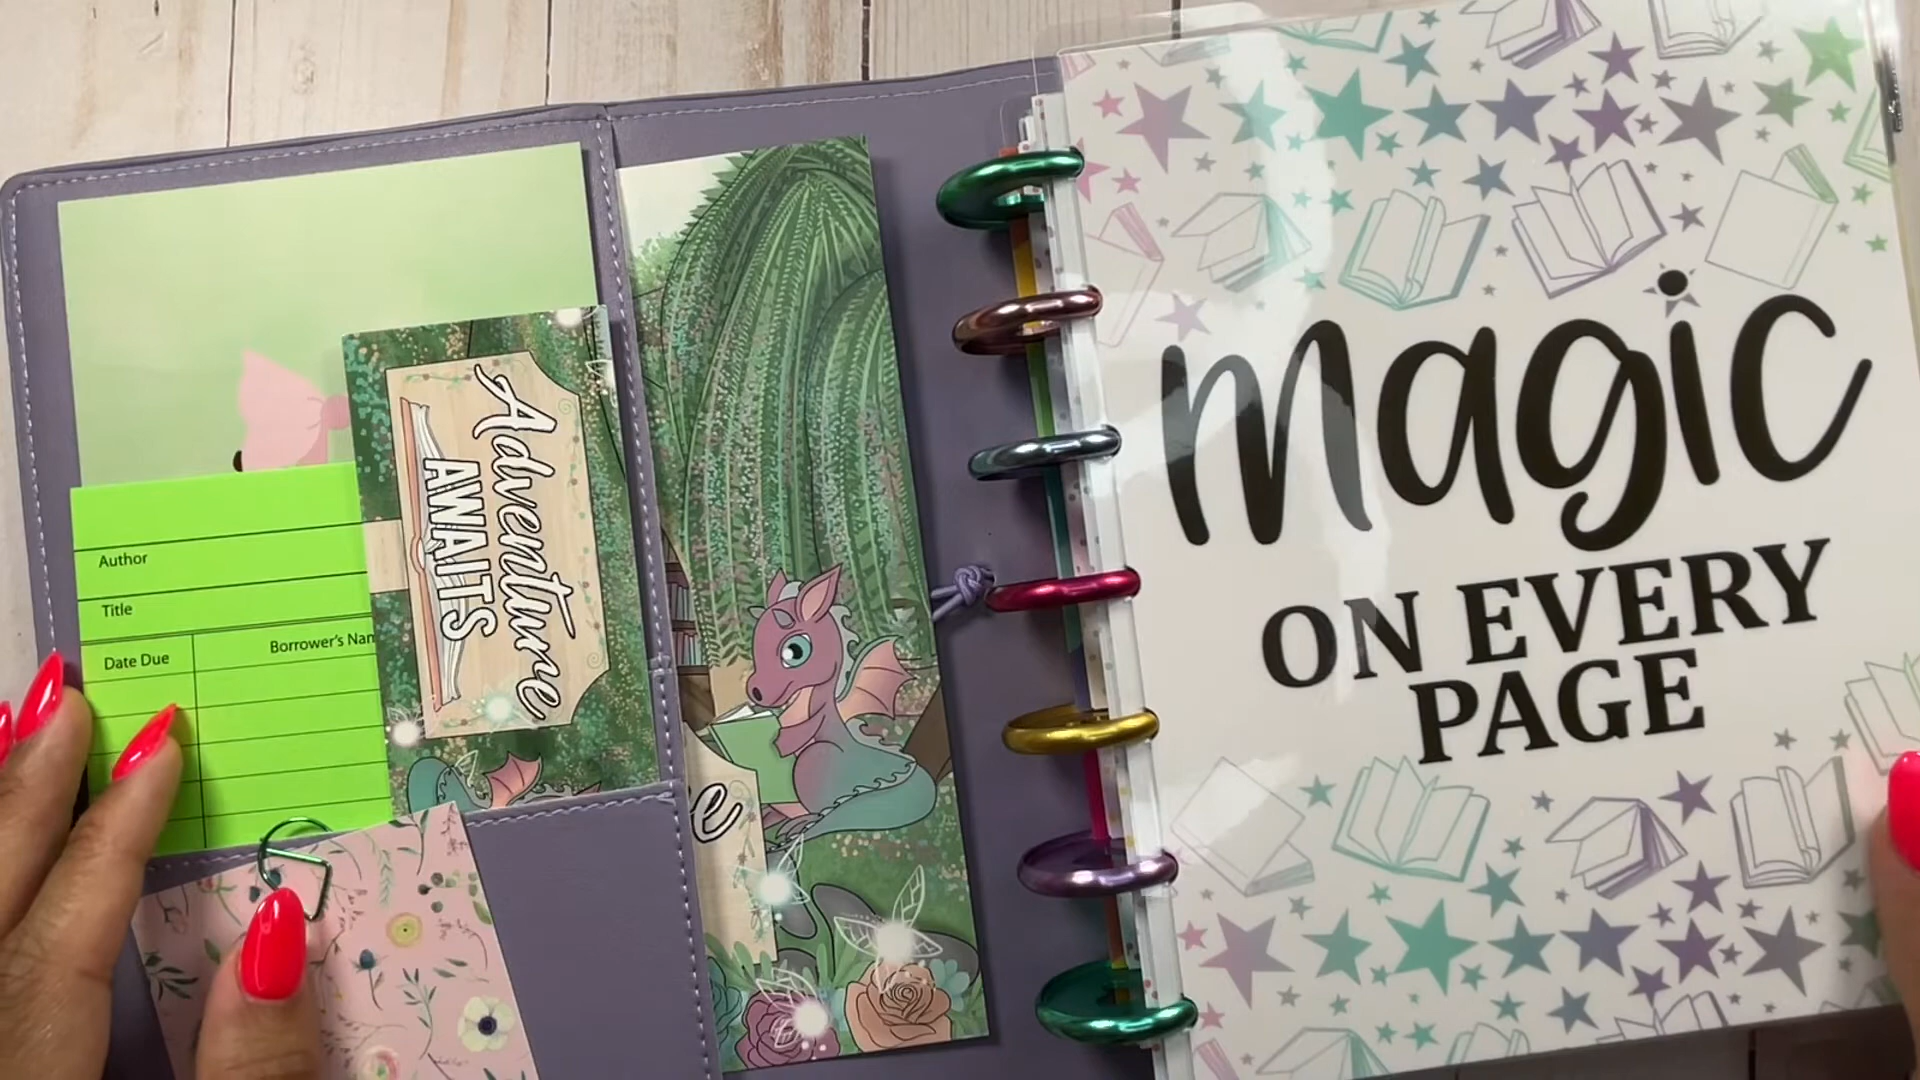 Author
Title
Date Due
Borrower's Nam
Adventure
AWAITS
e
magic
ON EVERY
PAGE